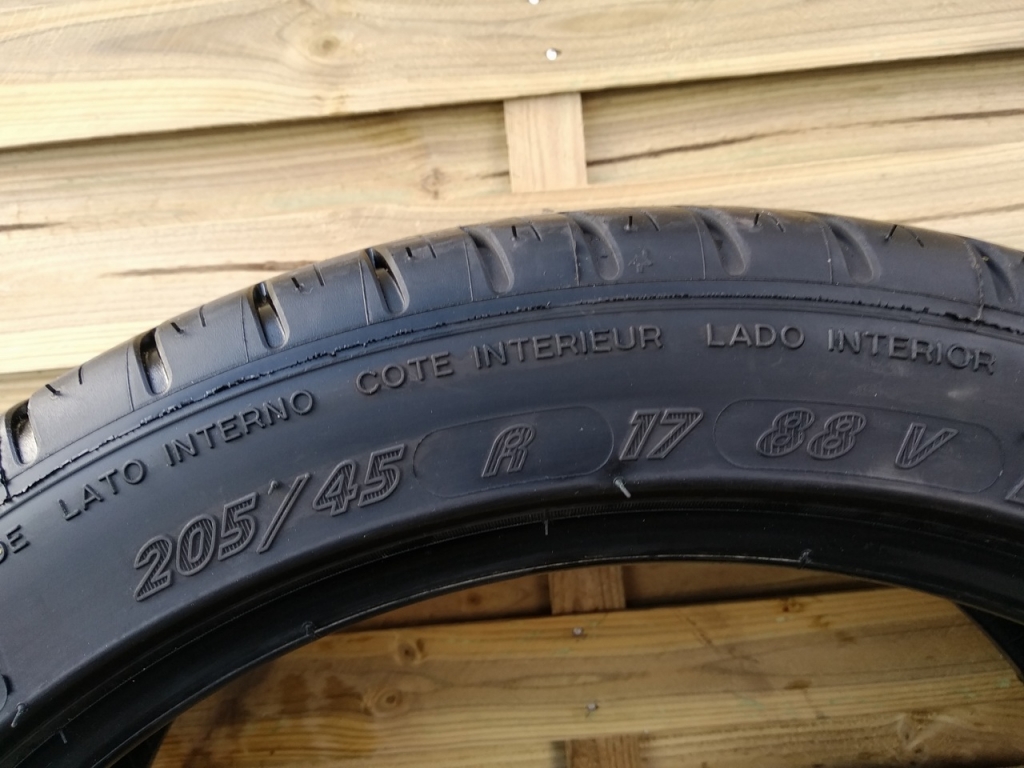 LATO INTERNO COTE INTERIEUR LADO INTERIOR
205/45 R 17 88 V